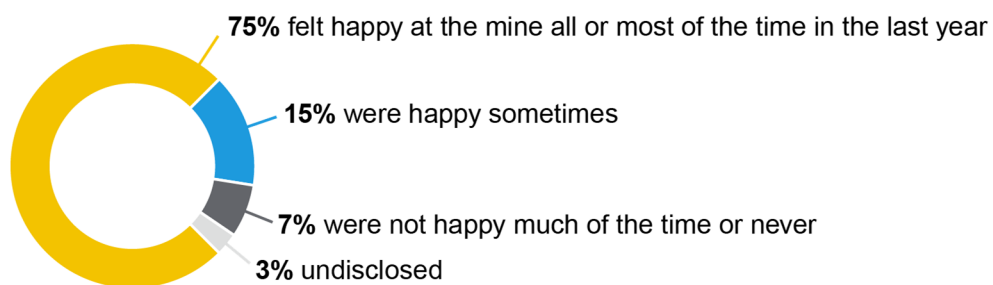 75% felt happy at the mine all or most of the time in the last year
15% were happy sometimes
7% were not happy much of the time or never
3% undisclosed